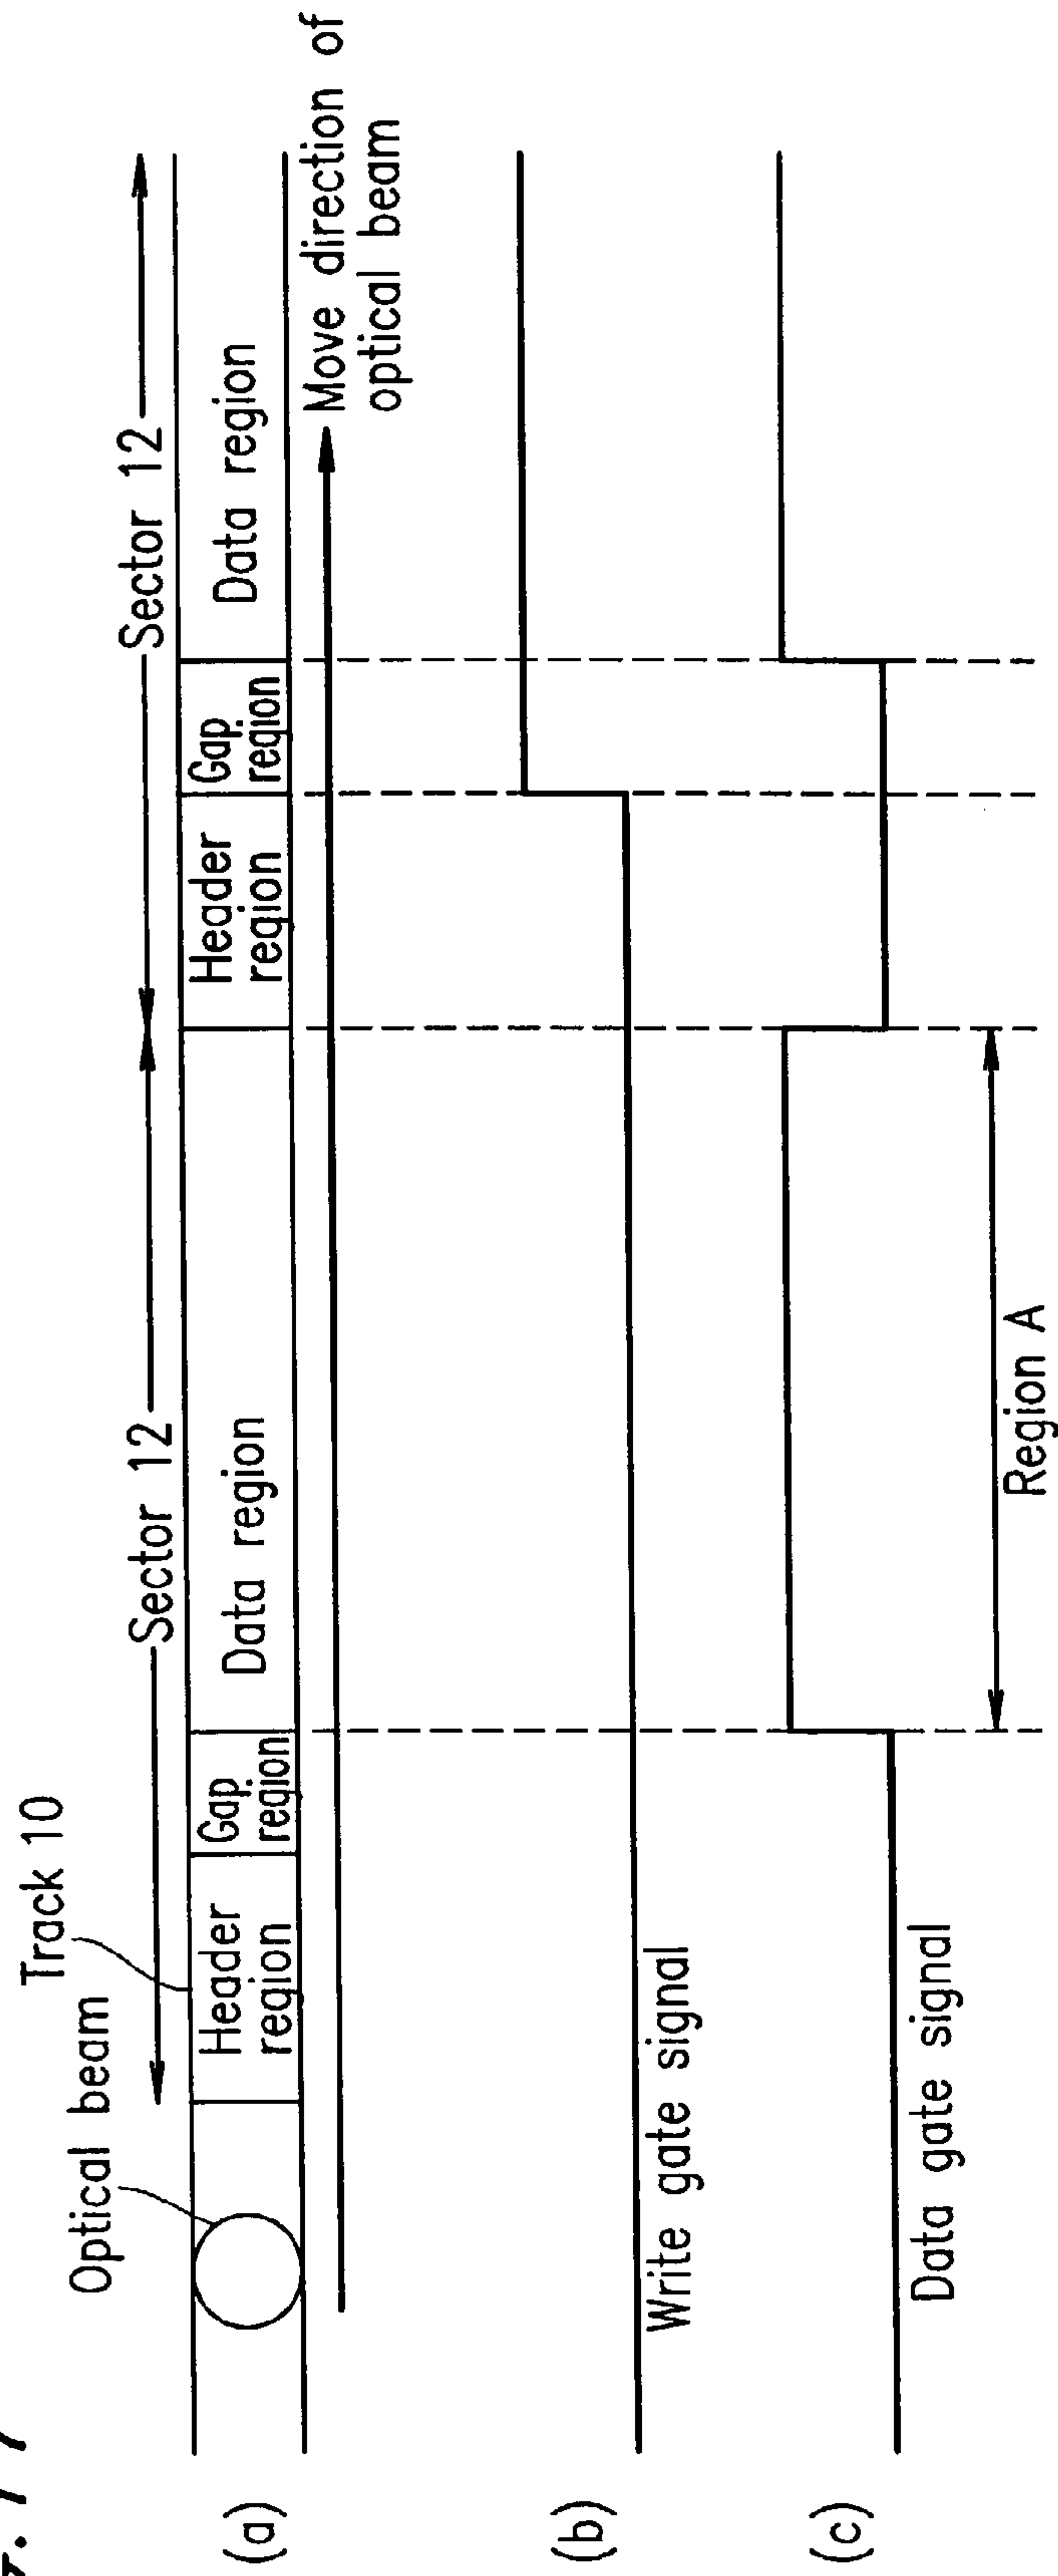 Optical beam
Track 10
Sector 12
Sector 12
(a)
Header
region
Gap
region
Data region
Header
region
Gap
region
Data region
Move direction of
optical beam
(b)
Write gate signal
(c)
Data gate signal
Region A